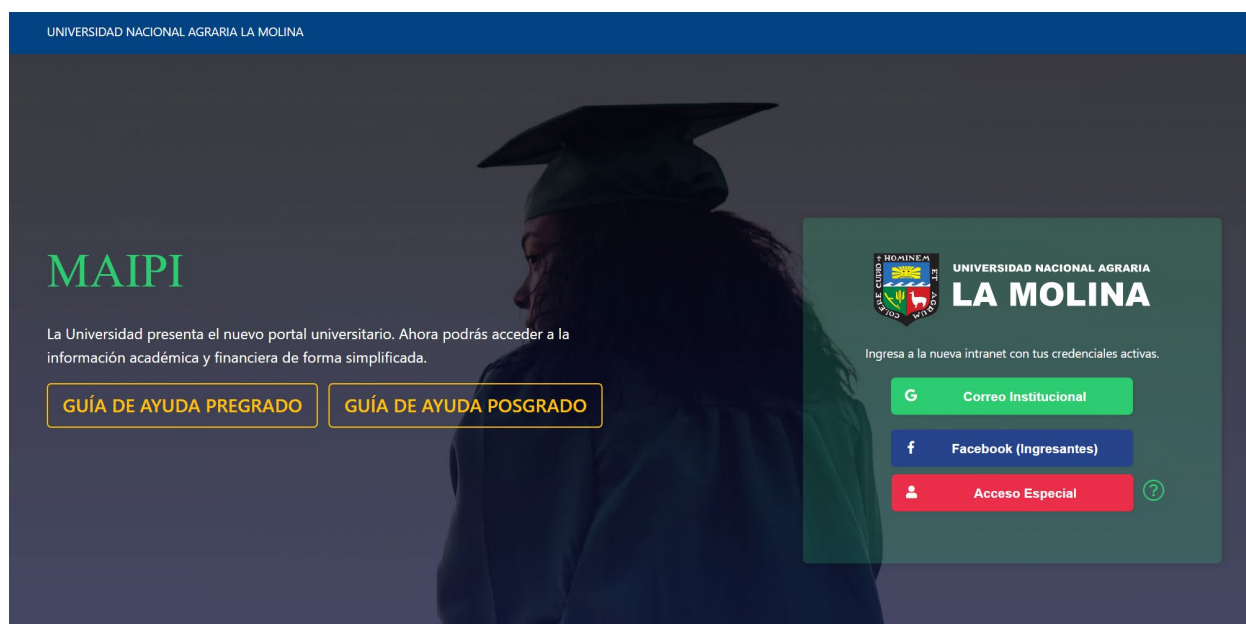 UNIVERSIDAD NACIONAL AGRARIA LA MOLINA
MAIPI
La Universidad presenta el nuevo portal universitario. Ahora podrás acceder a la
información académica y financiera de forma simplificada.
GUÍA DE AYUDA PREGRADO
GUÍA DE AYUDA POSGRADO
COLERE CUPIO + HOMINEM ET AGRUM
UNIVERSIDAD NACIONAL AGRARIA
LA MOLINA
Ingresa a la nueva intranet con tus credenciales activas.
G Correo Institucional
f Facebook (Ingresantes)
Acceso Especial
?